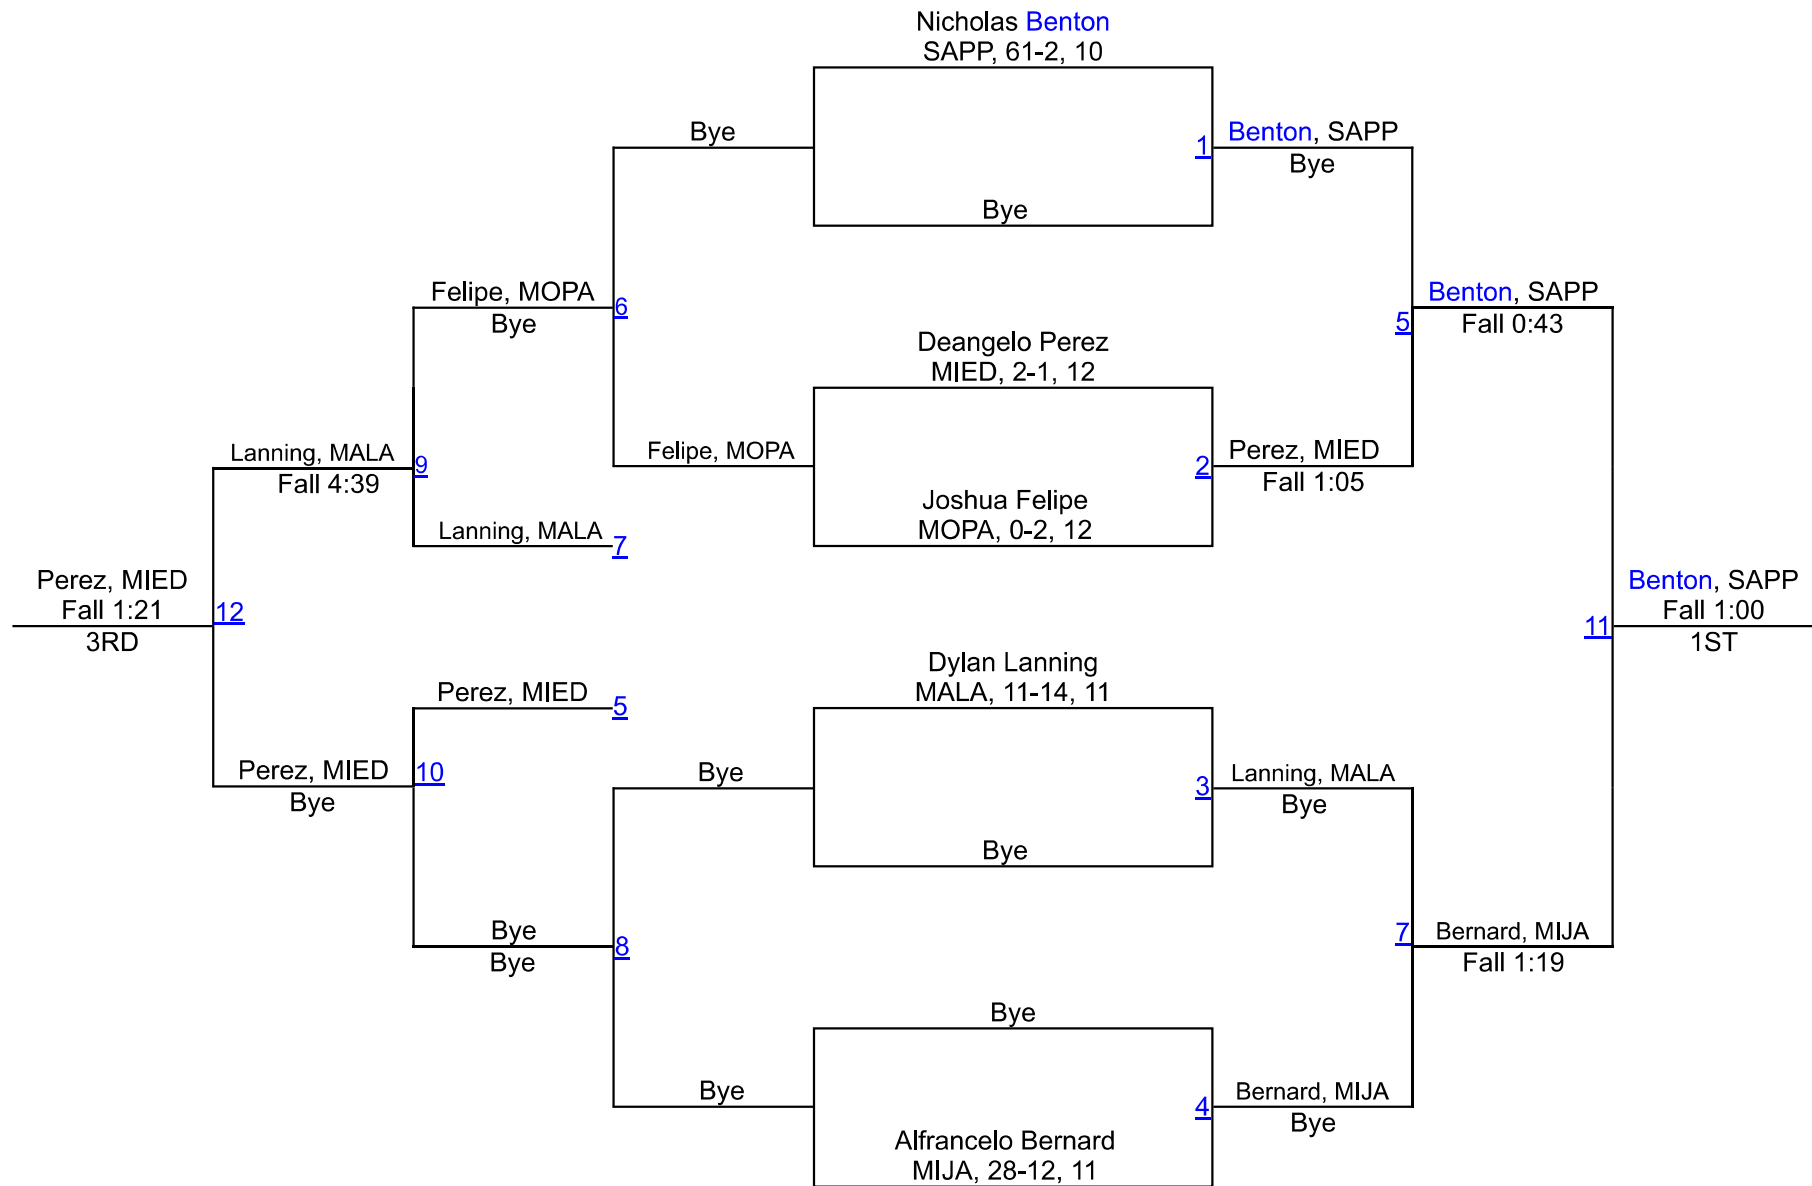 Nicholas Benton
SAPP, 61-2, 10
Bye
1
Benton, SAPP
Bye
Bye
Felipe, MOPA
Bye
6
Benton, SAPP
Fall 0:43
5
Deangelo Perez
MIED, 2-1, 12
Lanning, MALA
Fall 4:39
9
Felipe, MOPA
2
Perez, MIED
Fall 1:05
Joshua Felipe
MOPA, 0-2, 12
Lanning, MALA
7
Perez, MIED
Fall 1:21
3RD
12
Benton, SAPP
Fall 1:00
1ST
11
Dylan Lanning
MALA, 11-14, 11
Perez, MIED
5
Perez, MIED
Bye
10
Bye
3
Lanning, MALA
Bye
Bye
Bye
Bye
8
7
Bernard, MIJA
Fall 1:19
Bye
Bye
4
Bernard, MIJA
Bye
Alfrancelo Bernard
MIJA, 28-12, 11